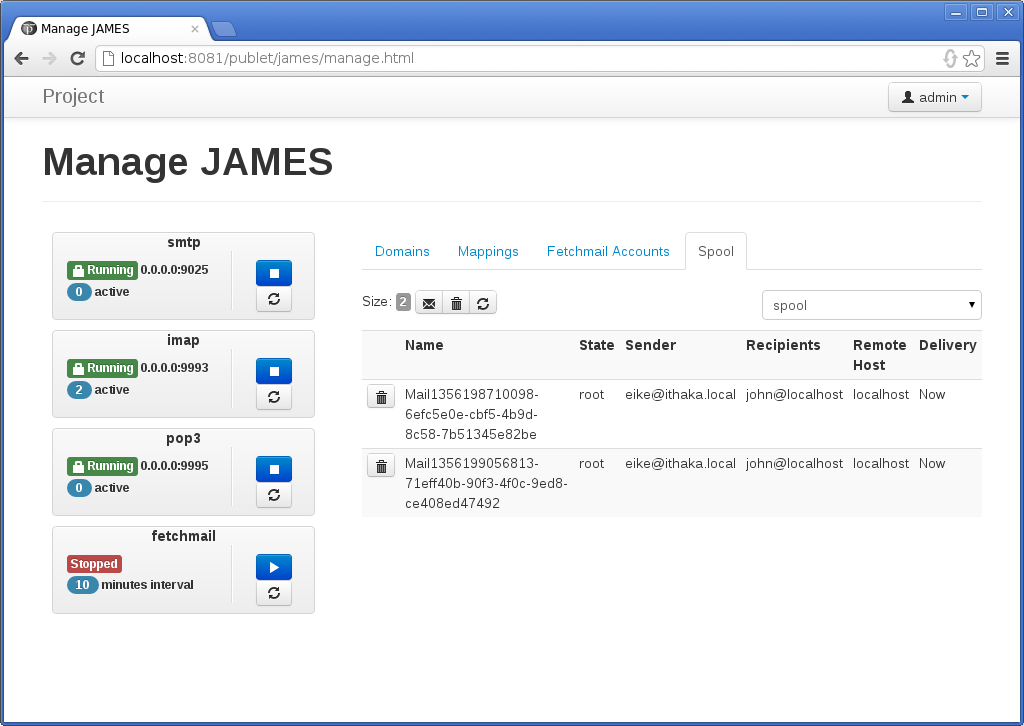 Manage JAMES
localhost:8081/publet/james/manage.html
Project
admin
Manage JAMES
smtp
Running 0.0.0.0:9025
0 active
imap
Running 0.0.0.0:9993
2 active
pop3
Running 0.0.0.0:9995
0 active
fetchmail
Stopped
10 minutes interval
Domains Mappings Fetchmail Accounts Spool
Size: 2 spool
Name State Sender Recipients Remote Host Delivery
Mail1356198710098- root eike@ithaka.local john@localhost localhost Now
6efc5e0e-cbf5-4b9d-
8c58-7b51345e82be
Mail1356199056813- root eike@ithaka.local john@localhost localhost Now
71eff40b-90f3-4f0c-9ed8-
ce408ed47492